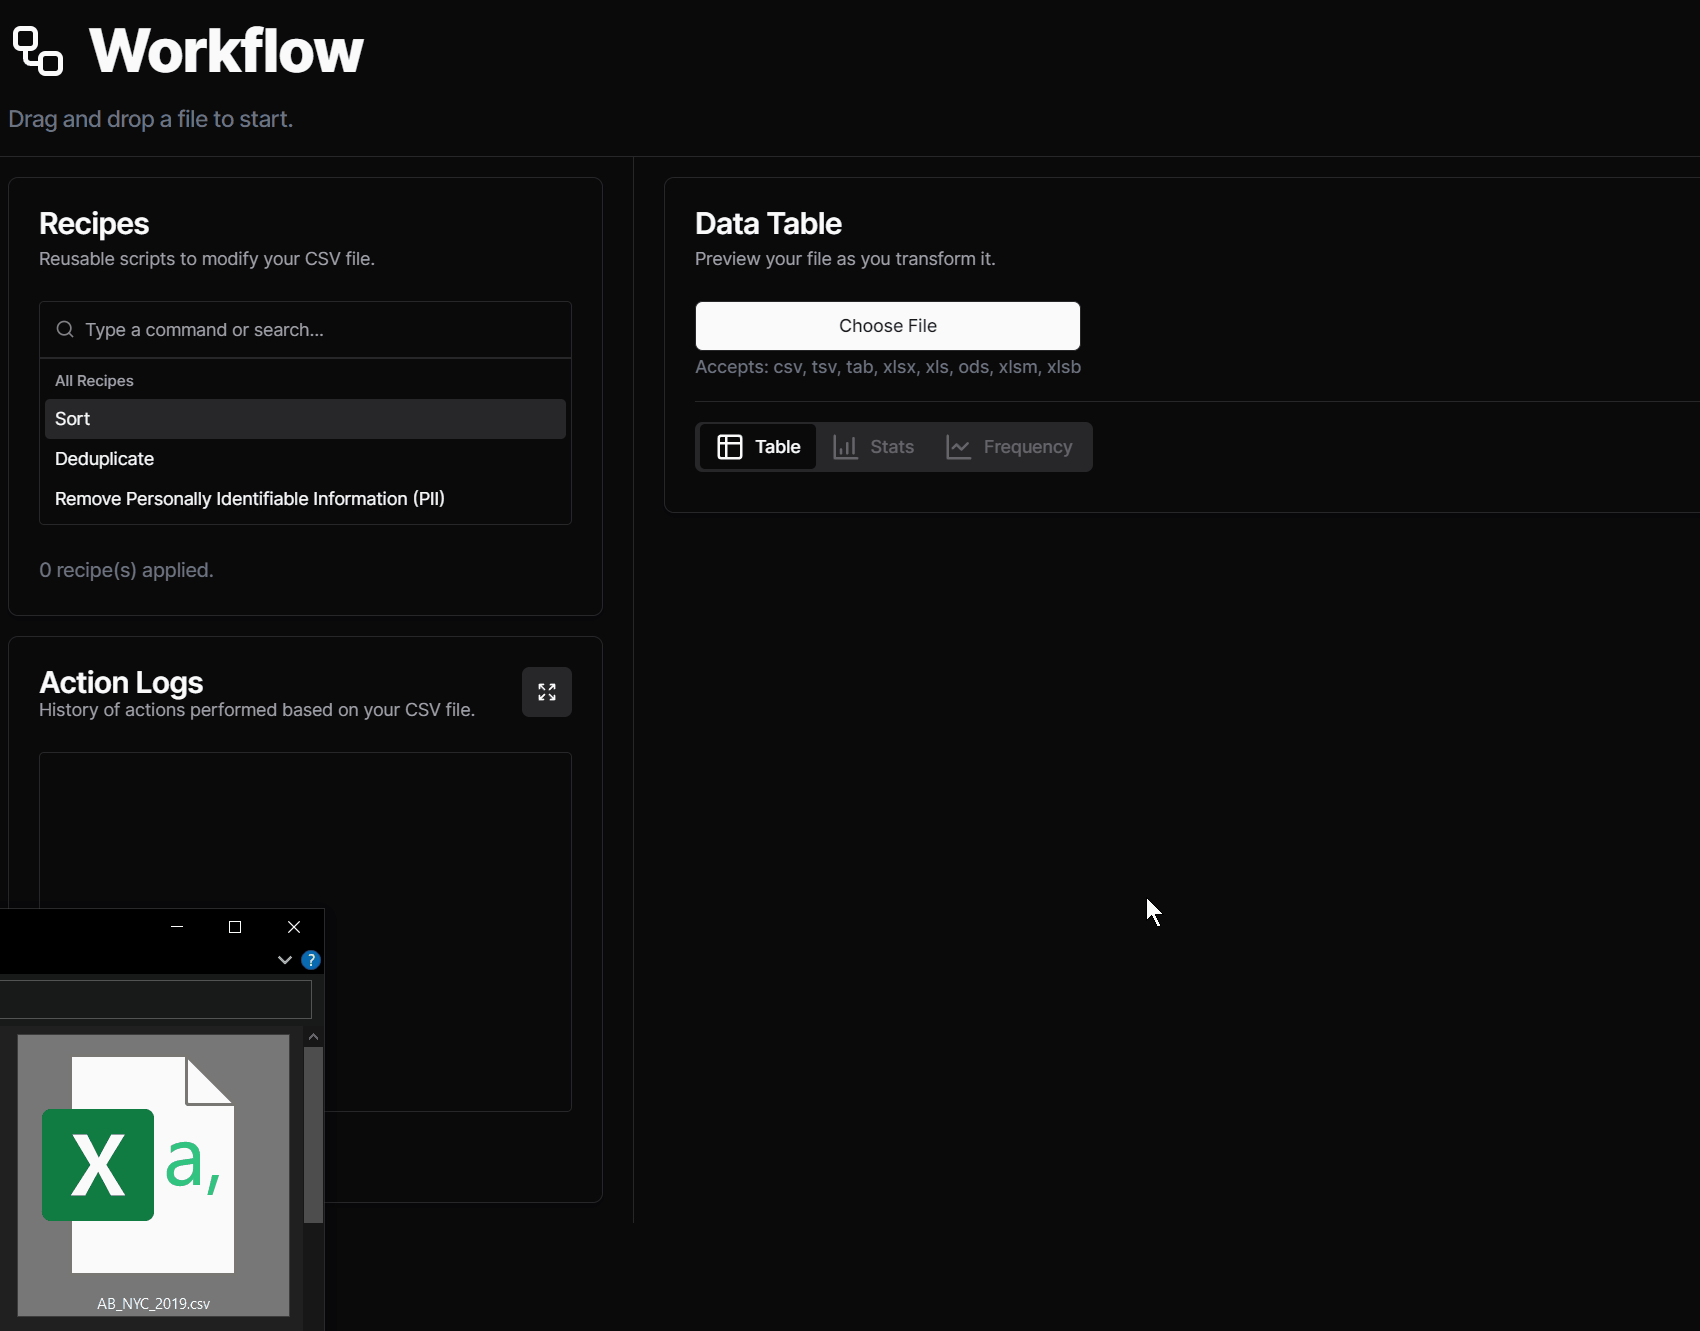 Workflow
Drag and drop a file to start.
Recipes
Reusable scripts to modify your CSV file.
Type a command or search...
All Recipes
Sort
Deduplicate
Remove Personally Identifiable Information (PII)
0 recipe(s) applied.
Action Logs
History of actions performed based on your CSV file.
Data Table
Preview your file as you transform it.
Choose File
Accepts: csv, tsv, tab, xlsx, xls, ods, xlsm, xlsb
Table
Stats
Frequency
?
X a,
AB_NYC_2019.csv